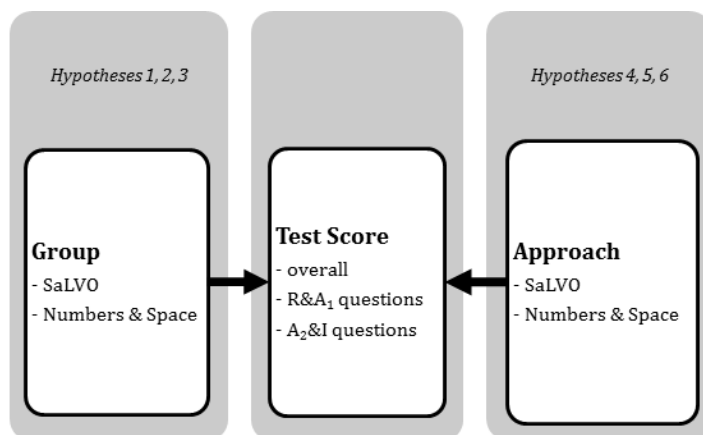 Hypotheses 1, 2, 3
Hypotheses 4, 5, 6
Group
- SaLVO
- Numbers & Space
Test Score
- overall
- R&A₁ questions
- A₂&I questions
Approach
- SaLVO
- Numbers & Space